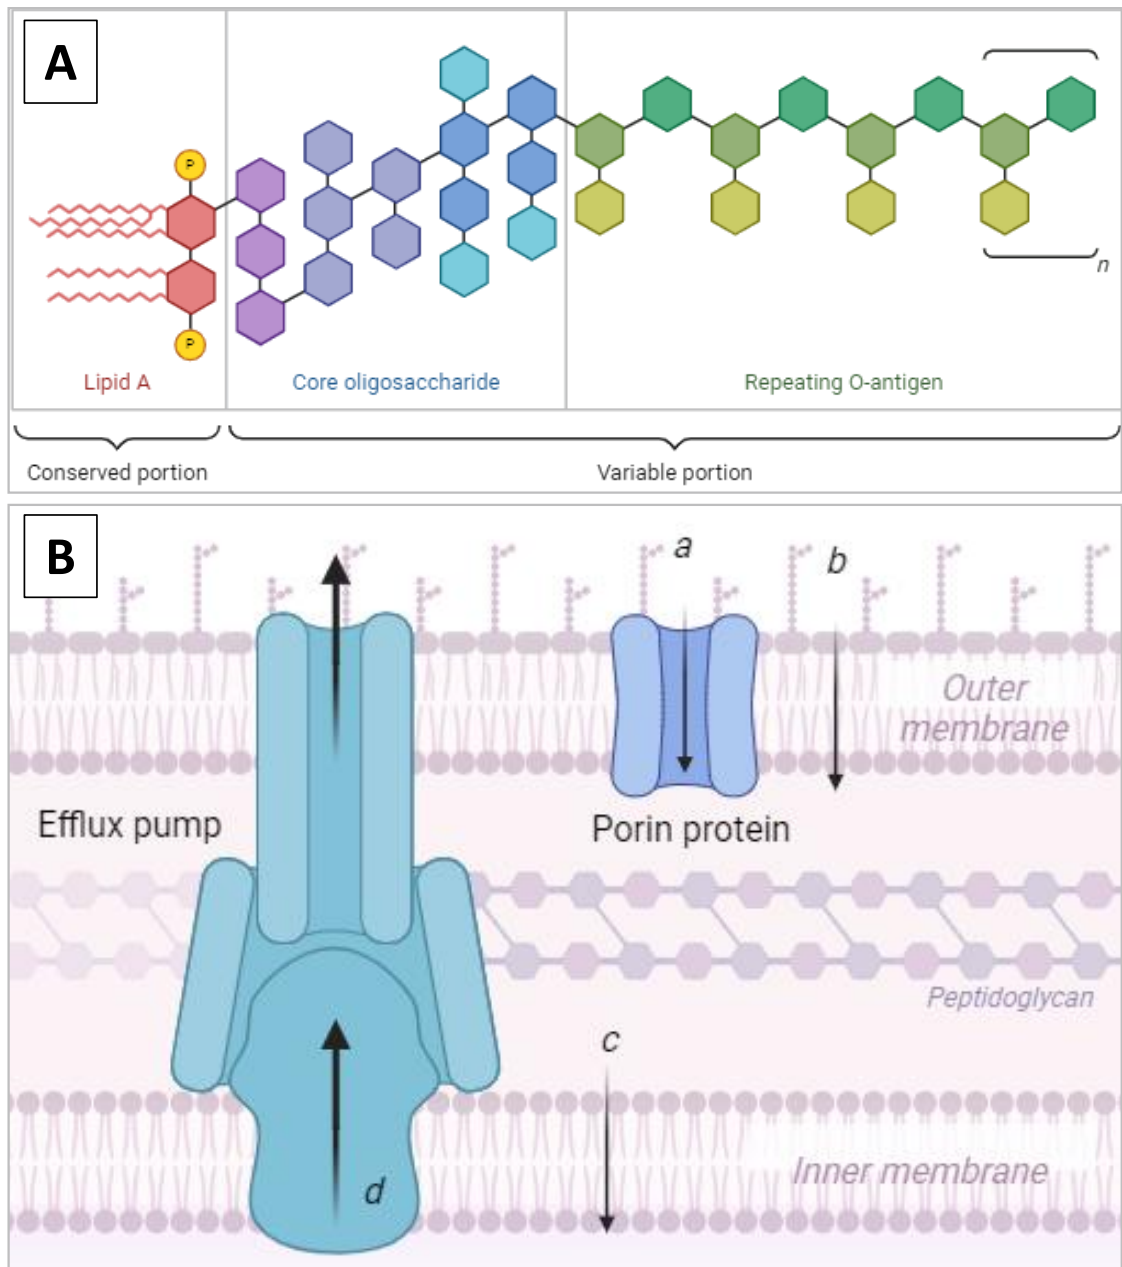 A
P
P
Lipid A
Core oligosaccharide
Repeating O-antigen
n
Conserved portion
Variable portion
B
a
b
Outer
membrane
Efflux pump
Porin protein
Peptidoglycan
c
Inner membrane
d